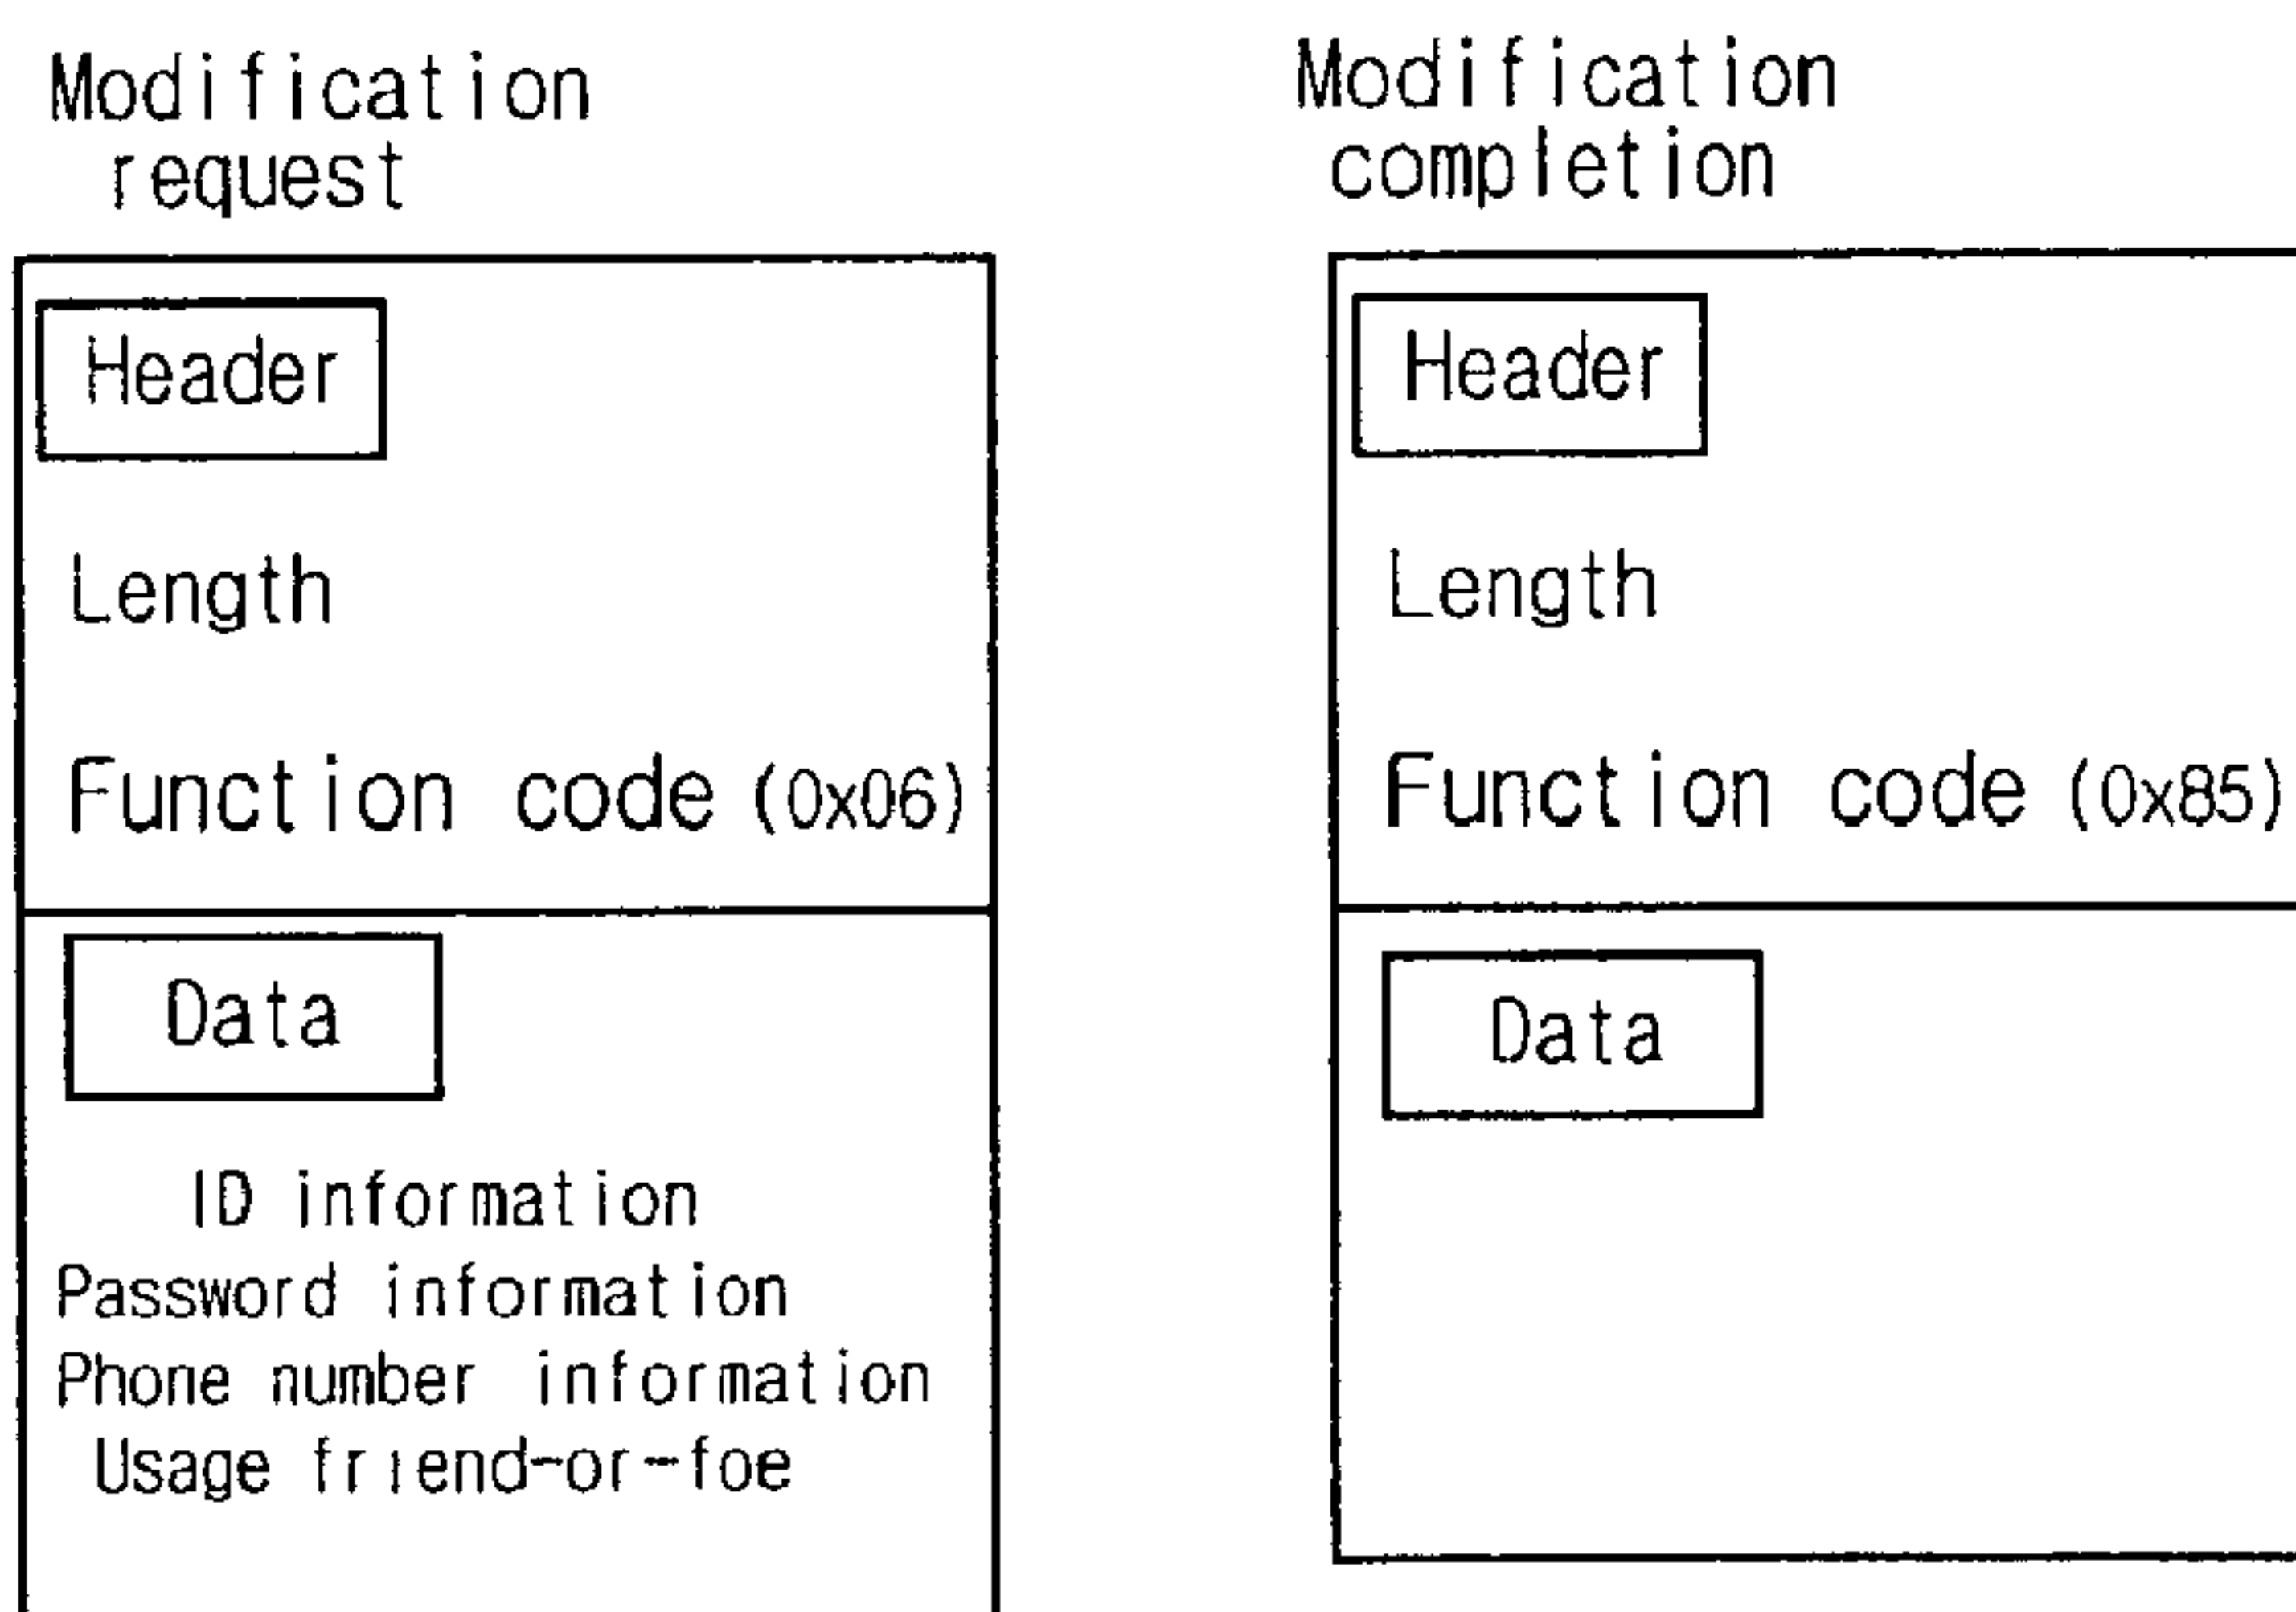 Modification
request
Header
Length
Function code (0x06)
Data
ID information
Password information
Phone number information
Usage friend-or-foe
Modification
completion
Header
Length
Function code (0x85)
Data